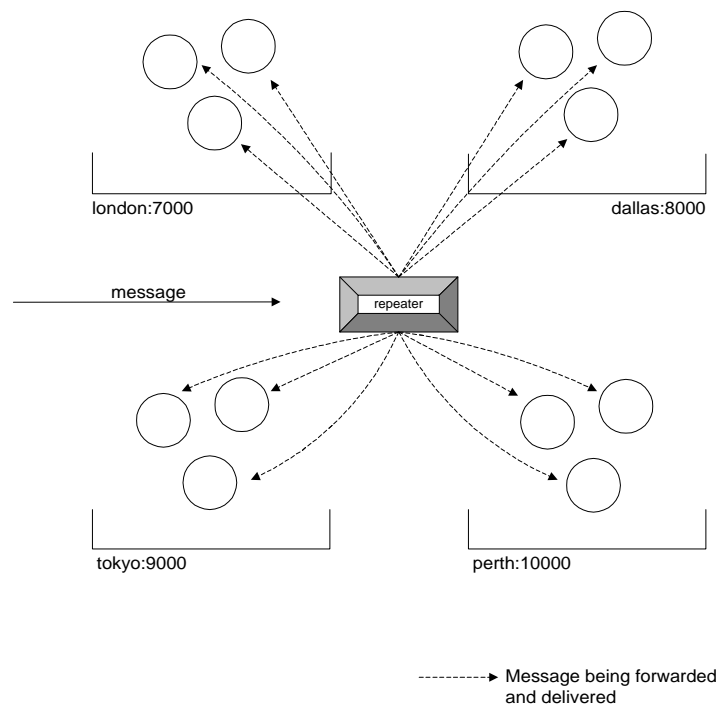 london:7000
dallas:8000
message
repeater
tokyo:9000
perth:10000
Message being forwarded
and delivered